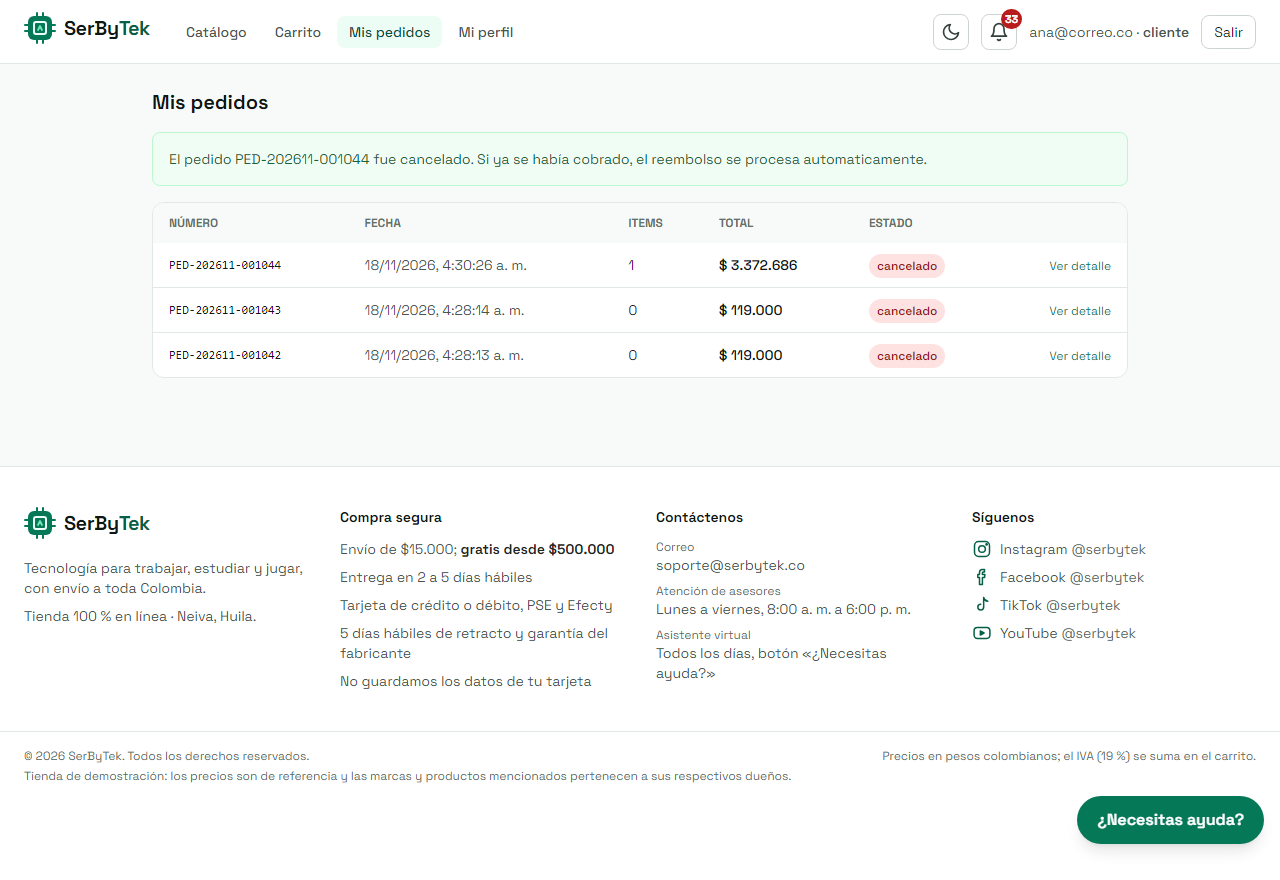 SerByTek
Catálogo
Carrito
Mis pedidos
Mi perfil
33
ana@correo.co · cliente
Salir
Mis pedidos
El pedido PED-202611-001044 fue cancelado. Si ya se había cobrado, el reembolso se procesa automaticamente.
NÚMERO FECHA ITEMS TOTAL ESTADO
PED-202611-001044 18/11/2026, 4:30:26 a. m. 1 $ 3.372.686 cancelado Ver detalle
PED-202611-001043 18/11/2026, 4:28:14 a. m. 0 $ 119.000 cancelado Ver detalle
PED-202611-001042 18/11/2026, 4:28:13 a. m. 0 $ 119.000 cancelado Ver detalle
SerByTek
Tecnología para trabajar, estudiar y jugar,
con envío a toda Colombia.
Tienda 100 % en línea · Neiva, Huila.
Compra segura
Envío de $15.000; gratis desde $500.000
Entrega en 2 a 5 días hábiles
Tarjeta de crédito o débito, PSE y Efecty
5 días hábiles de retracto y garantía del
fabricante
No guardamos los datos de tu tarjeta
Contáctenos
Correo
soporte@serbytek.co
Atención de asesores
Lunes a viernes, 8:00 a. m. a 6:00 p. m.
Asistente virtual
Todos los días, botón «¿Necesitas
ayuda?»
Síguenos
Instagram @serbytek
Facebook @serbytek
TikTok @serbytek
YouTube @serbytek
© 2026 SerByTek. Todos los derechos reservados.
Tienda de demostración: los precios son de referencia y las marcas y productos mencionados pertenecen a sus respectivos dueños.
Precios en pesos colombianos; el IVA (19 %) se suma en el carrito.
¿Necesitas ayuda?